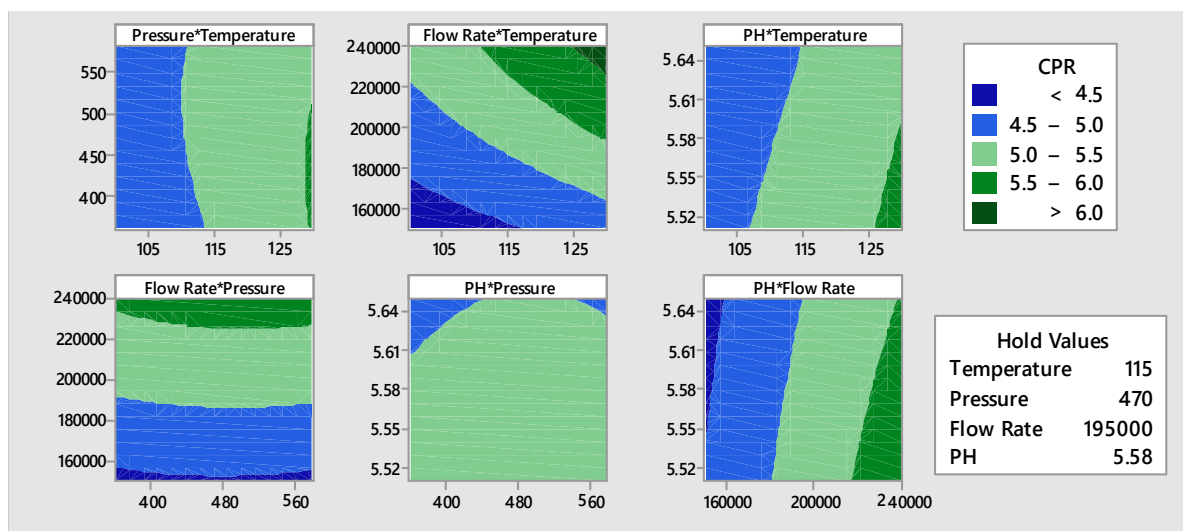 Pressure*Temperature
550
500
450
400
105 115 125
Flow Rate*Temperature
240000
220000
200000
180000
160000
105 115 125
PH*Temperature
5.64
5.61
5.58
5.55
5.52
105 115 125
CPR
< 4.5
4.5 – 5.0
5.0 – 5.5
5.5 – 6.0
> 6.0
Flow Rate*Pressure
240000
220000
200000
180000
160000
400 480 560
PH*Pressure
5.64
5.61
5.58
5.55
5.52
400 480 560
PH*Flow Rate
5.64
5.61
5.58
5.55
5.52
160000 200000 240000
Hold Values
Temperature 115
Pressure 470
Flow Rate 195000
PH 5.58